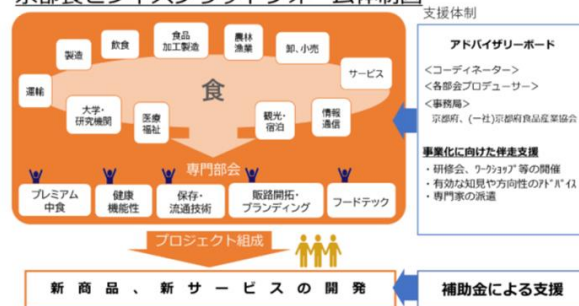 支援体制
食品
加工製造
農林
漁業
飲食
卸、小売
製造
サービス
運輸
食
大学・
研究機関
医療
福祉
観光・
宿泊
情報
通信
専門部会
プレミアム
中食
健康
機能性
保存・
流通技術
販路開拓・
ブランディング
フードテック
プロジェクト組成
新商品、新サービスの開発
アドバイザリーボード
<コーディネーター>
<各部会プロデューサー>
<事務局>
京都府、(一社)京都府食品産業協会
事業化に向けた伴走支援
・研修会、ワークショップ等の開催
・有効な知見や方向性のアドバイス
・専門家の派遣
補助金による支援